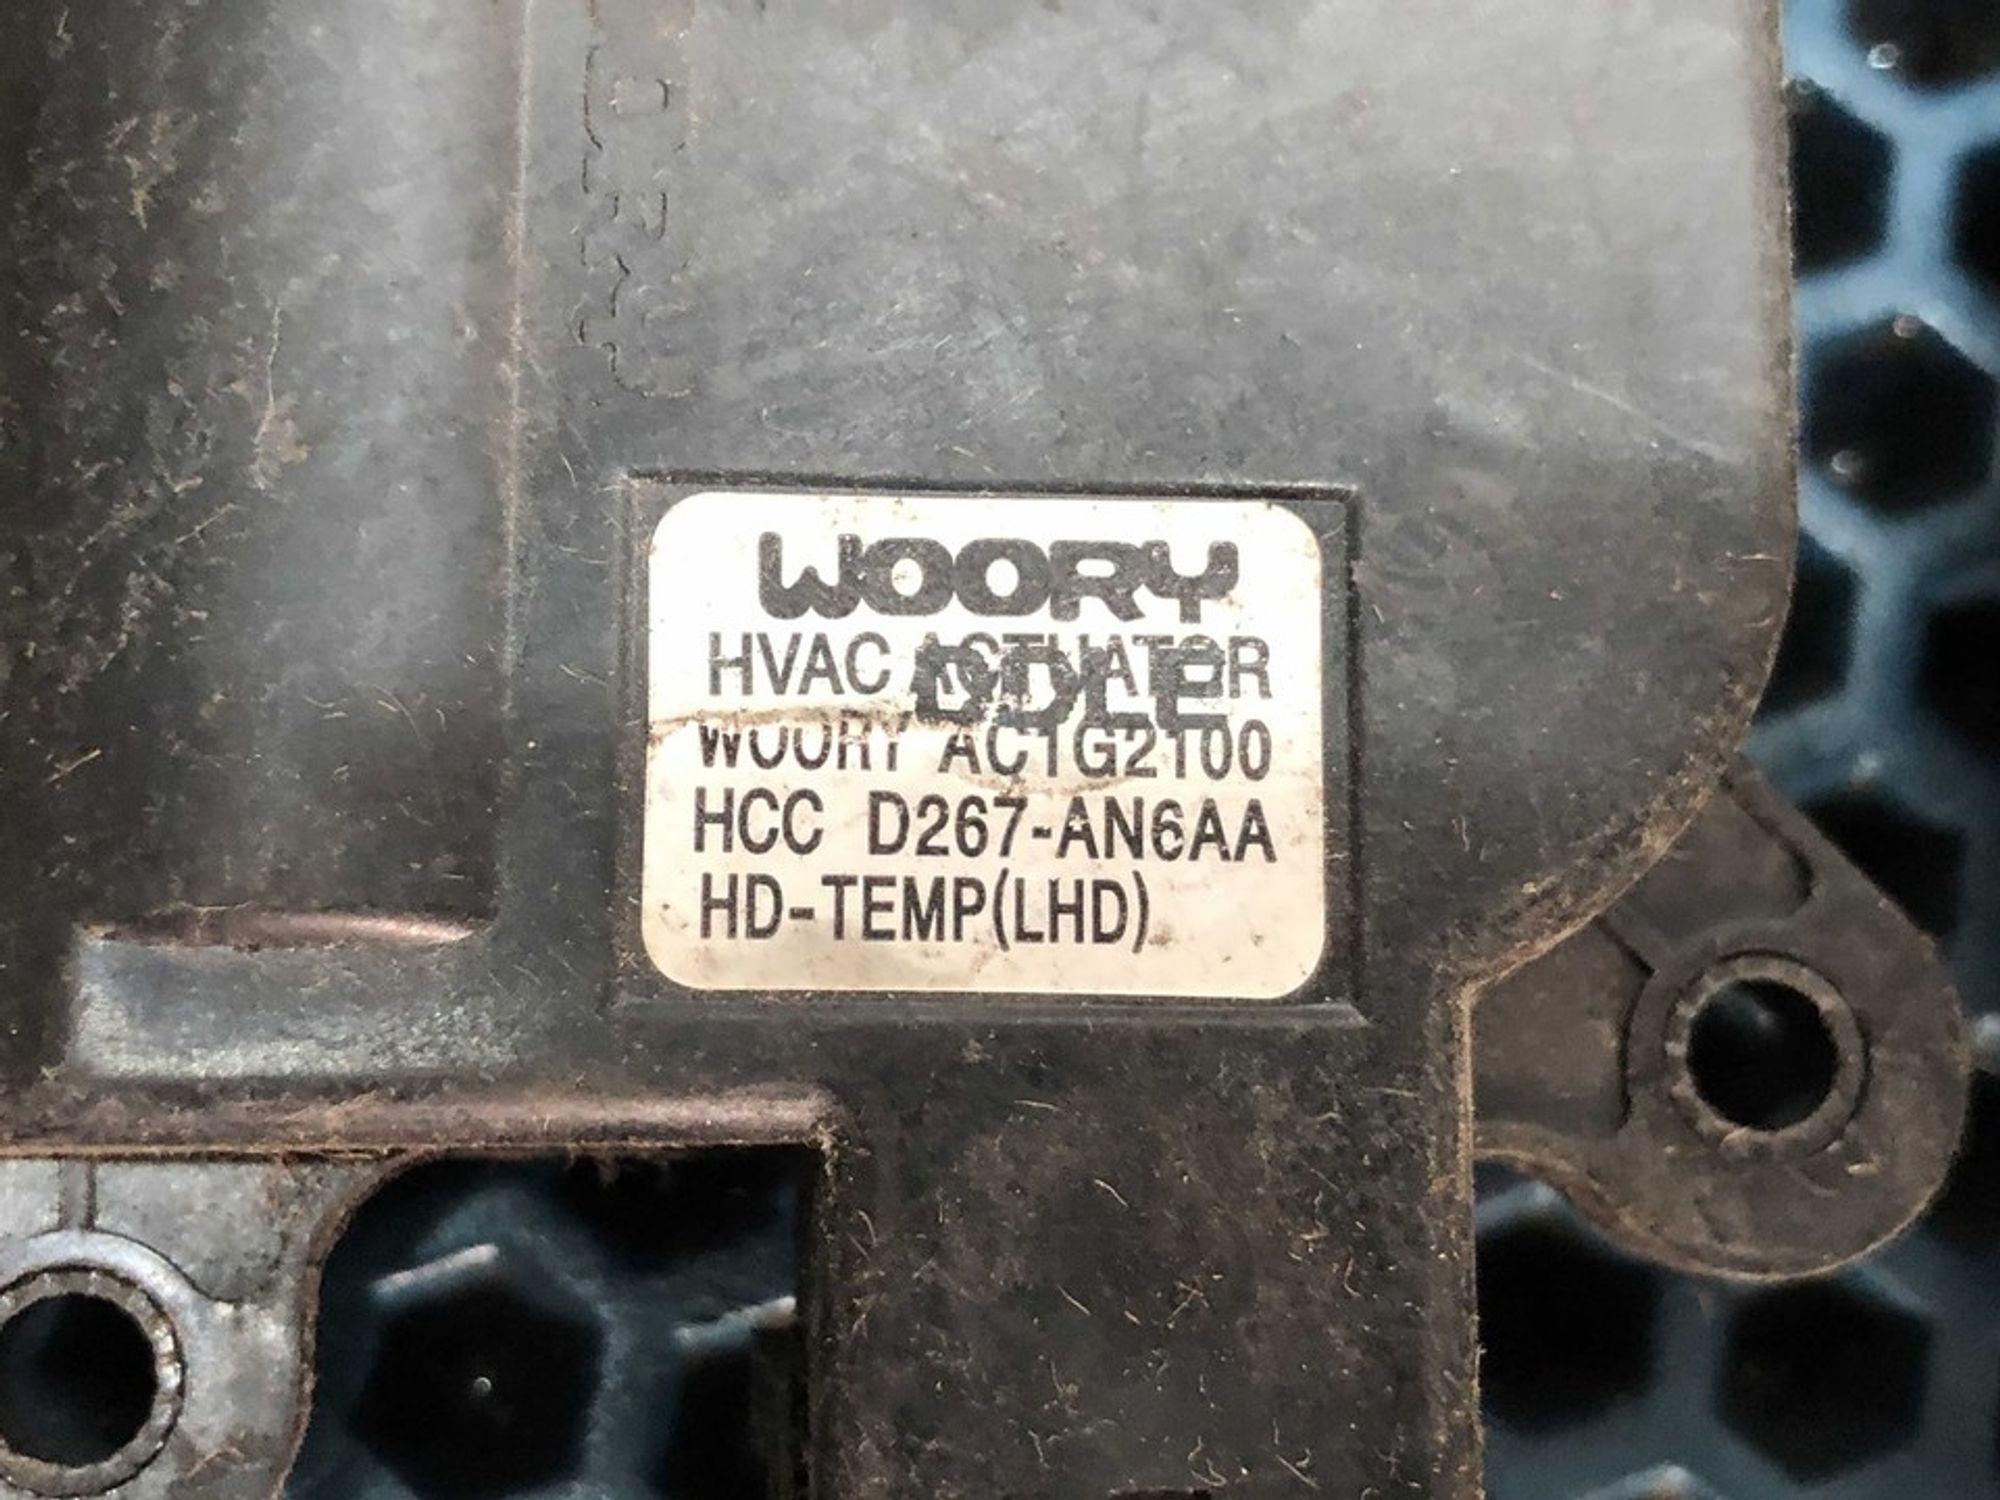 WOORY
HVAC ACTUATOR
DDLE
WOORY AC1G2100
HCC D267-AN6AA
HD-TEMP(LHD)